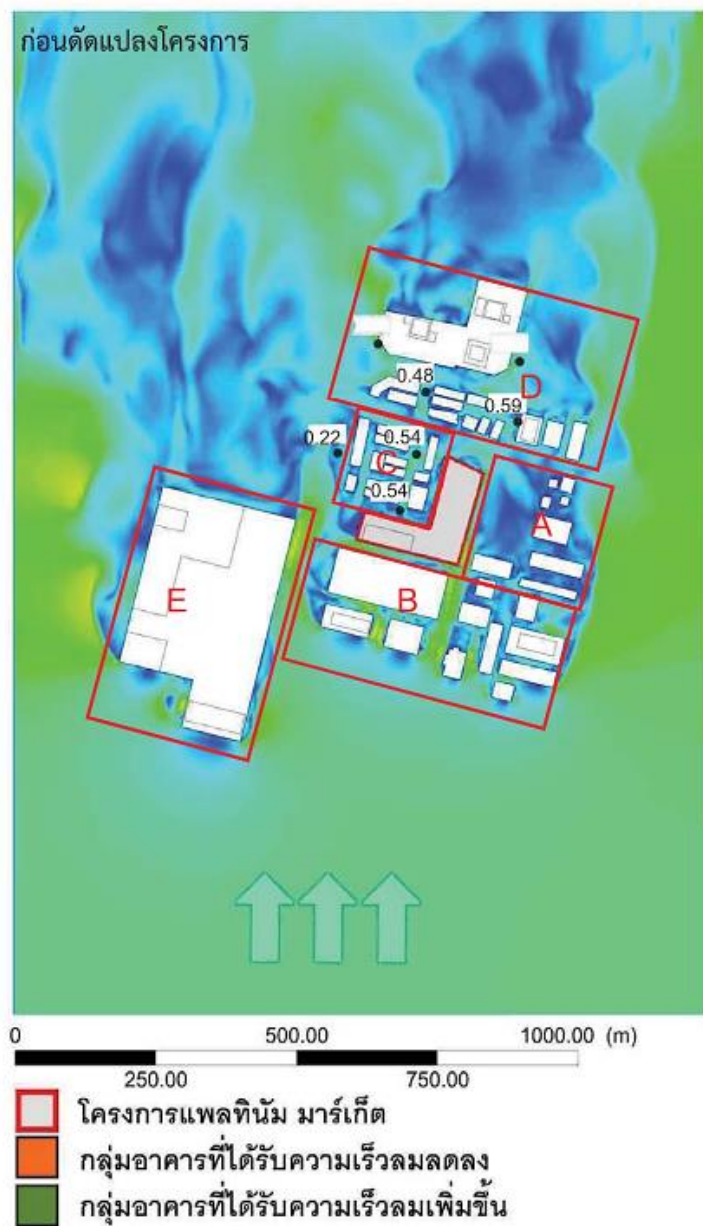 ก่อนดัดแปลงโครงการ
D
0.48
0.59
0.22
0.54
C
0.54
A
E
B
0 500.00 1000.00 (m)
250.00 750.00
โครงการแพลทินัม มาร์เก็ต
กลุ่มอาคารที่ได้รับความเร็วลมลดลง
กลุ่มอาคารที่ได้รับความเร็วลมเพิ่มขึ้น